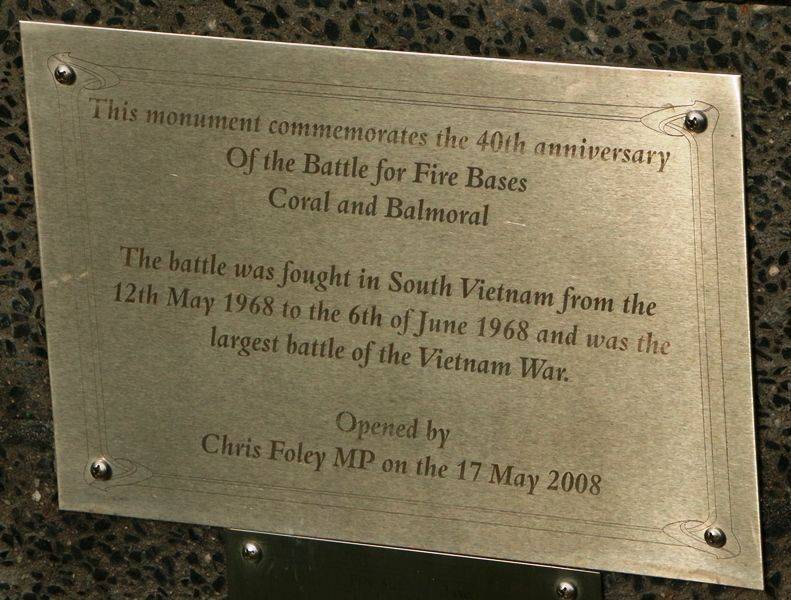 This monument commemorates the 40th anniversary
Of the Battle for Fire Bases
Coral and Balmoral
The battle was fought in South Vietnam from the
12th May 1968 to the 6th of June 1968 and was the
largest battle of the Vietnam War.
Opened by
Chris Foley MP on the 17 May 2008